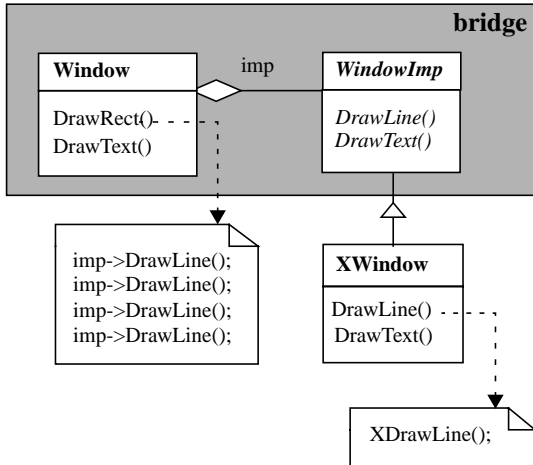 bridge
Window
imp
WindowImp
DrawRect()
DrawText()
DrawLine()
DrawText()
imp->DrawLine();
imp->DrawLine();
imp->DrawLine();
imp->DrawLine();
XWindow
DrawLine()
DrawText()
XDrawLine();